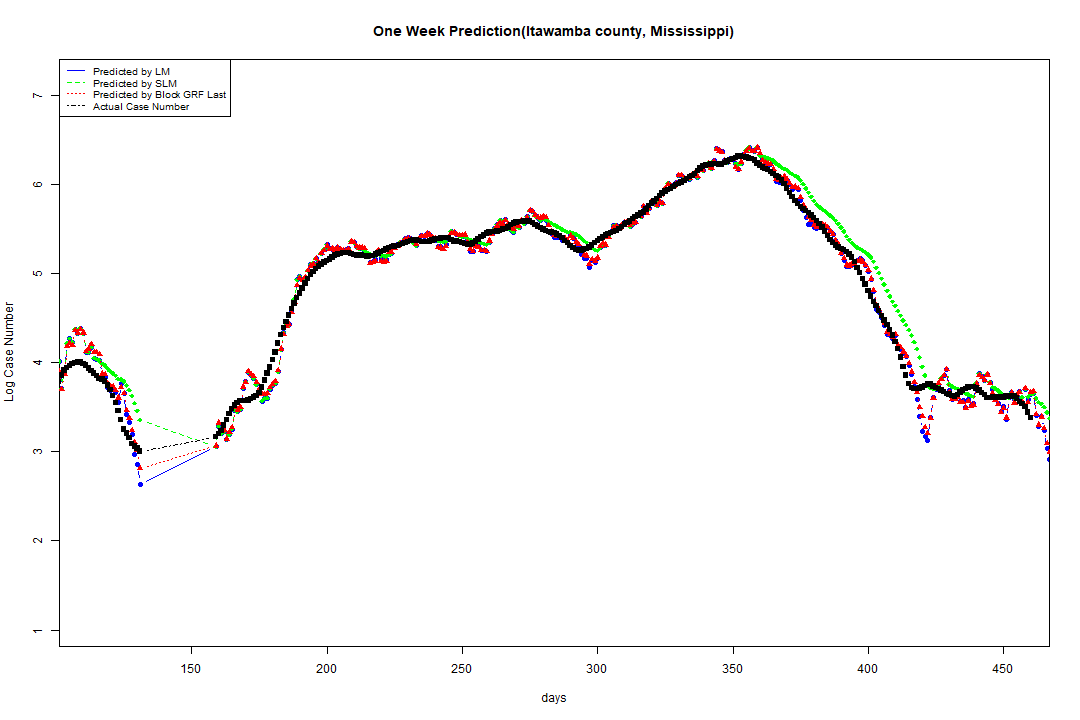 One Week Prediction(Itawamba county, Mississippi)
Predicted by LM
Predicted by SLM
Predicted by Block GRF Last
Actual Case Number
7
6
5
4
3
2
1
Log Case Number
150 200 250 300 350 400 450
days